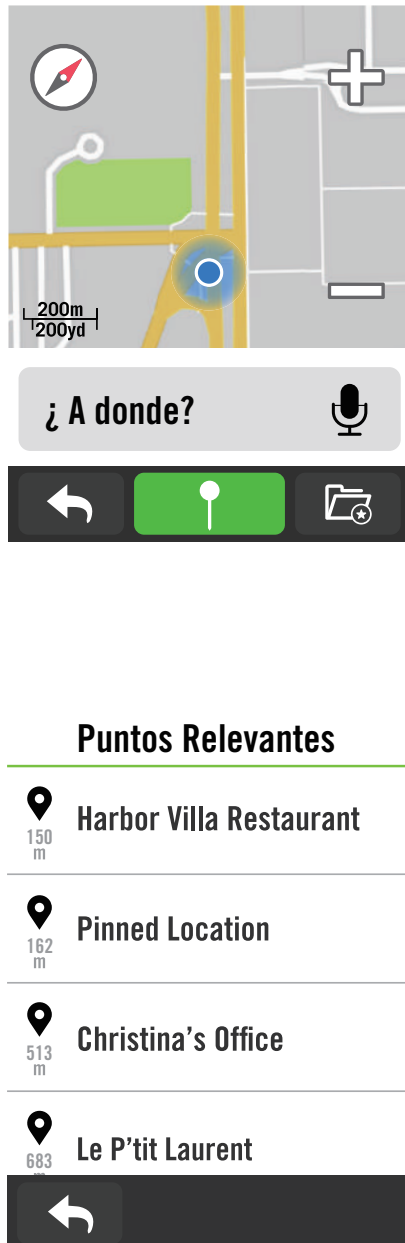 200m
200yd
¿ A donde?
Puntos Relevantes
150
m
Harbor Villa Restaurant
162
m
Pinned Location
513
m
Christina's Office
683
Le P'tit Laurent